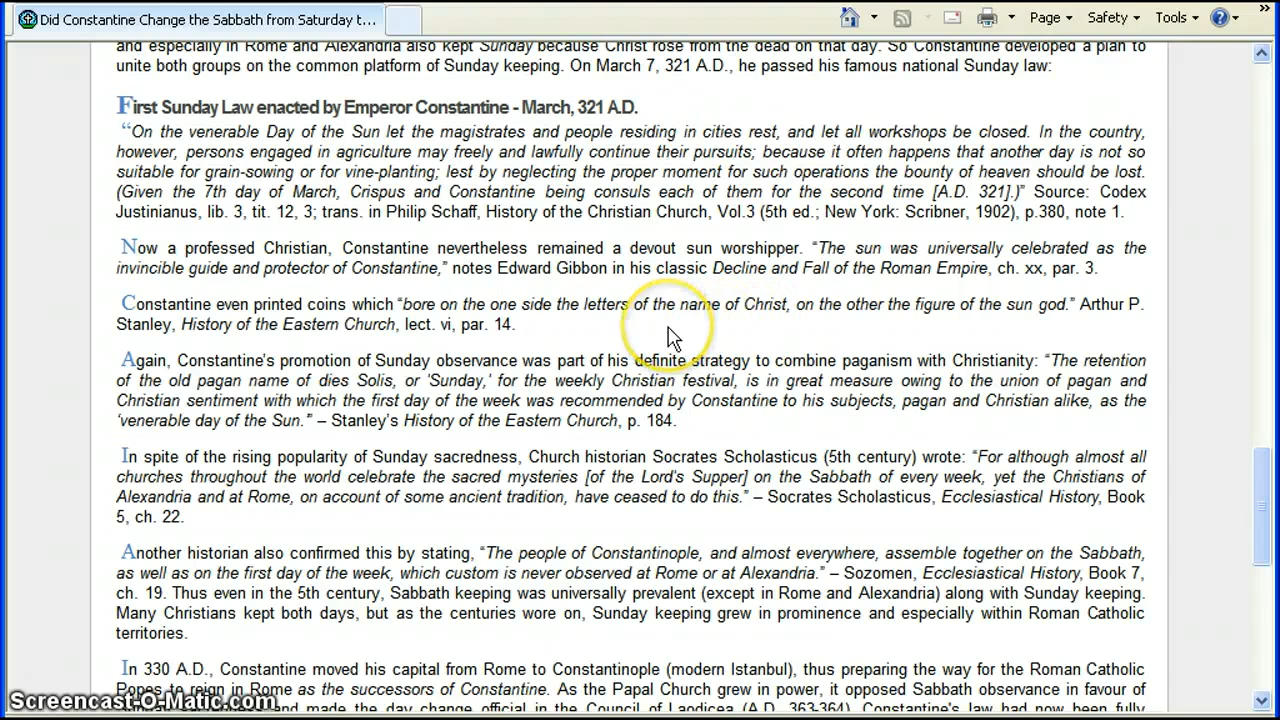 Did Constantine Change the Sabbath from Saturday t...
Page
Safety
Tools
and especially in Rome and Alexandria also kept Sunday because Christ rose from the dead on that day. So Constantine developed a plan to
unite both groups on the common platform of Sunday keeping. On March 7, 321 A.D., he passed his famous national Sunday law:
First Sunday Law enacted by Emperor Constantine - March, 321 A.D.
“On the venerable Day of the Sun let the magistrates and people residing in cities rest, and let all workshops be closed. In the country,
however, persons engaged in agriculture may freely and lawfully continue their pursuits; because it often happens that another day is not so
suitable for grain-sowing or for vine-planting; lest by neglecting the proper moment for such operations the bounty of heaven should be lost.
(Given the 7th day of March, Crispus and Constantine being consuls each of them for the second time [A.D. 321].)” Source: Codex
Justinianus, lib. 3, tit. 12, 3; trans. in Philip Schaff, History of the Christian Church, Vol.3 (5th ed.; New York: Scribner, 1902), p.380, note 1.
Now a professed Christian, Constantine nevertheless remained a devout sun worshipper. “The sun was universally celebrated as the
invincible guide and protector of Constantine,” notes Edward Gibbon in his classic Decline and Fall of the Roman Empire, ch. xx, par. 3.
Constantine even printed coins which “bore on the one side the letters of the name of Christ, on the other the figure of the sun god.” Arthur P.
Stanley, History of the Eastern Church, lect. vi, par. 14.
Again, Constantine’s promotion of Sunday observance was part of his definite strategy to combine paganism with Christianity: “The retention
of the old pagan name of dies Solis, or ‘Sunday,’ for the weekly Christian festival, is in great measure owing to the union of pagan and
Christian sentiment with which the first day of the week was recommended by Constantine to his subjects, pagan and Christian alike, as the
‘venerable day of the Sun.’” – Stanley’s History of the Eastern Church, p. 184.
In spite of the rising popularity of Sunday sacredness, Church historian Socrates Scholasticus (5th century) wrote: “For although almost all
churches throughout the world celebrate the sacred mysteries [of the Lord’s Supper] on the Sabbath of every week, yet the Christians of
Alexandria and at Rome, on account of some ancient tradition, have ceased to do this.” – Socrates Scholasticus, Ecclesiastical History, Book
5, ch. 22.
Another historian also confirmed this by stating, “The people of Constantinople, and almost everywhere, assemble together on the Sabbath,
as well as on the first day of the week, which custom is never observed at Rome or at Alexandria.” – Sozomen, Ecclesiastical History, Book 7,
ch. 19. Thus even in the 5th century, Sabbath keeping was universally prevalent (except in Rome and Alexandria) along with Sunday keeping.
Many Christians kept both days, but as the centuries wore on, Sunday keeping grew in prominence and especially within Roman Catholic
territories.
In 330 A.D., Constantine moved his capital from Rome to Constantinople (modern Istanbul), thus preparing the way for the Roman Catholic
Popes to reign in Rome as the successors of Constantine. As the Papal Church grew in power, it opposed Sabbath observance in favour of
Sunday sacredness and made the day change official in the Council of Laodicea (A.D. 363-364). Constantine's law had now been fully
Screencast-O-Matic.com